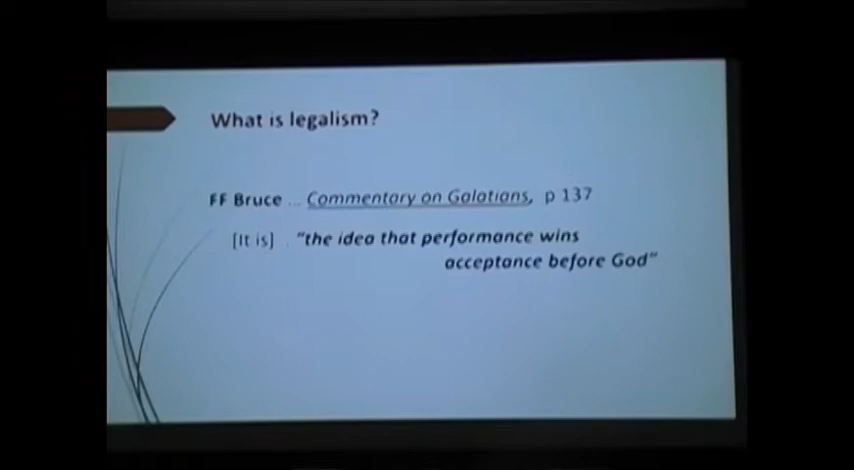 What is legalism?
FF Bruce ... Commentary on Galatians, p 137
[It is] . "the idea that performance wins
acceptance before God"